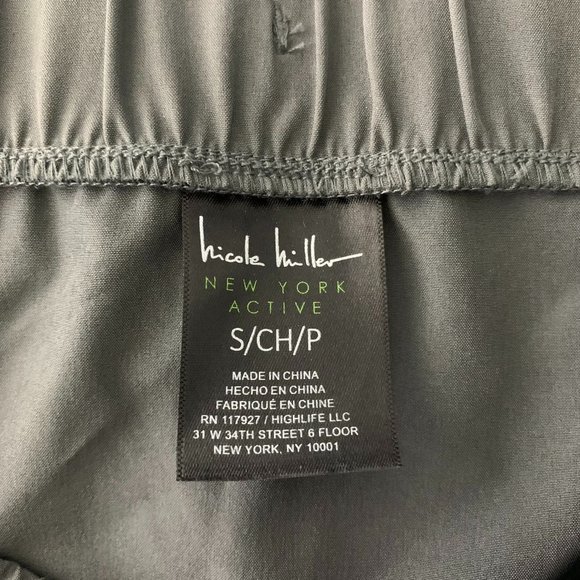 nicole miller
NEW YORK
ACTIVE
S/CH/P
MADE IN CHINA
HECHO EN CHINA
FABRIQUÉ EN CHINE
RN 117927 / HIGHLIFE LLC
31 W 34TH STREET 6 FLOOR
NEW YORK, NY 10001